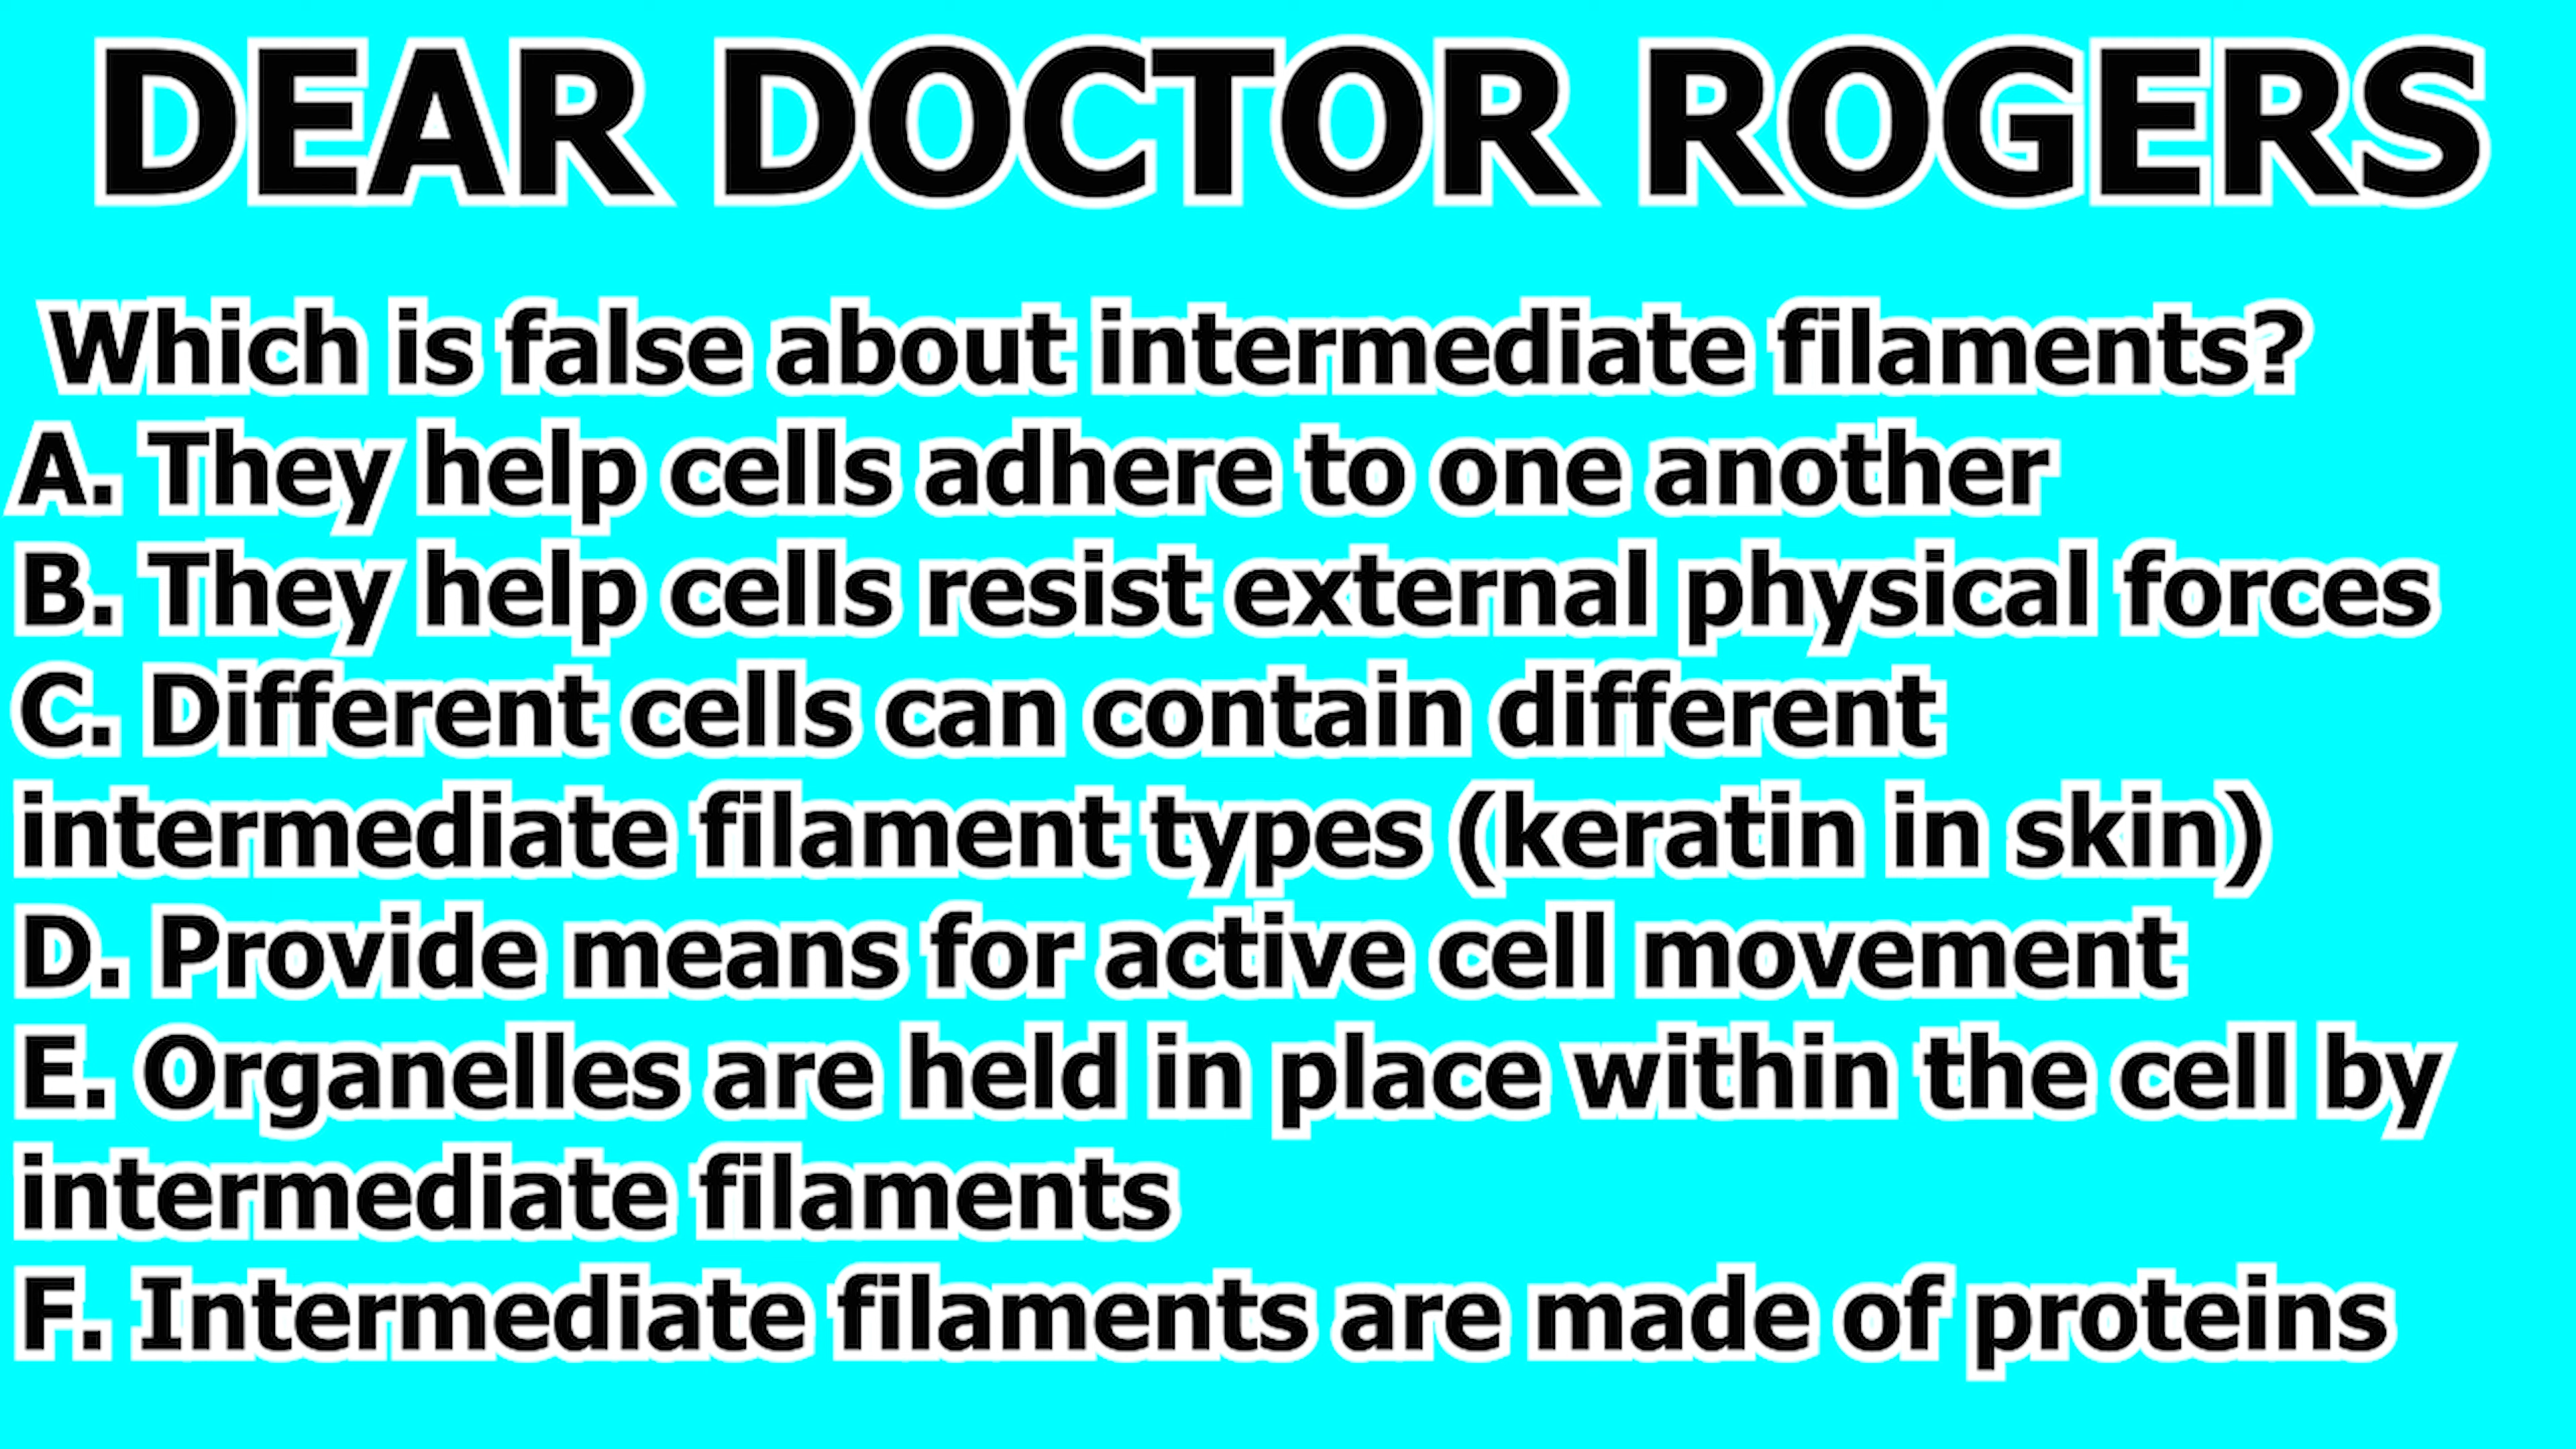 DEAR DOCTOR ROGERS
Which is false about intermediate filaments?
A. They help cells adhere to one another
B. They help cells resist external physical forces
C. Different cells can contain different
intermediate filament types (keratin in skin)
D. Provide means for active cell movement
E. Organelles are held in place within the cell by
intermediate filaments
F. Intermediate filaments are made of proteins